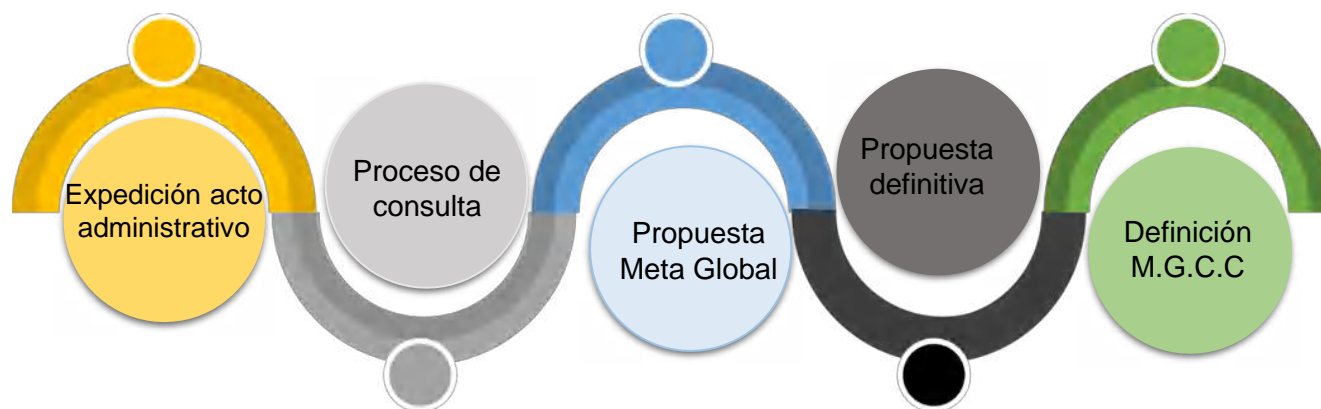 Expedición acto
administrativo
Proceso de
consulta
Propuesta
Meta Global
Propuesta
definitiva
Definición
M.G.C.C